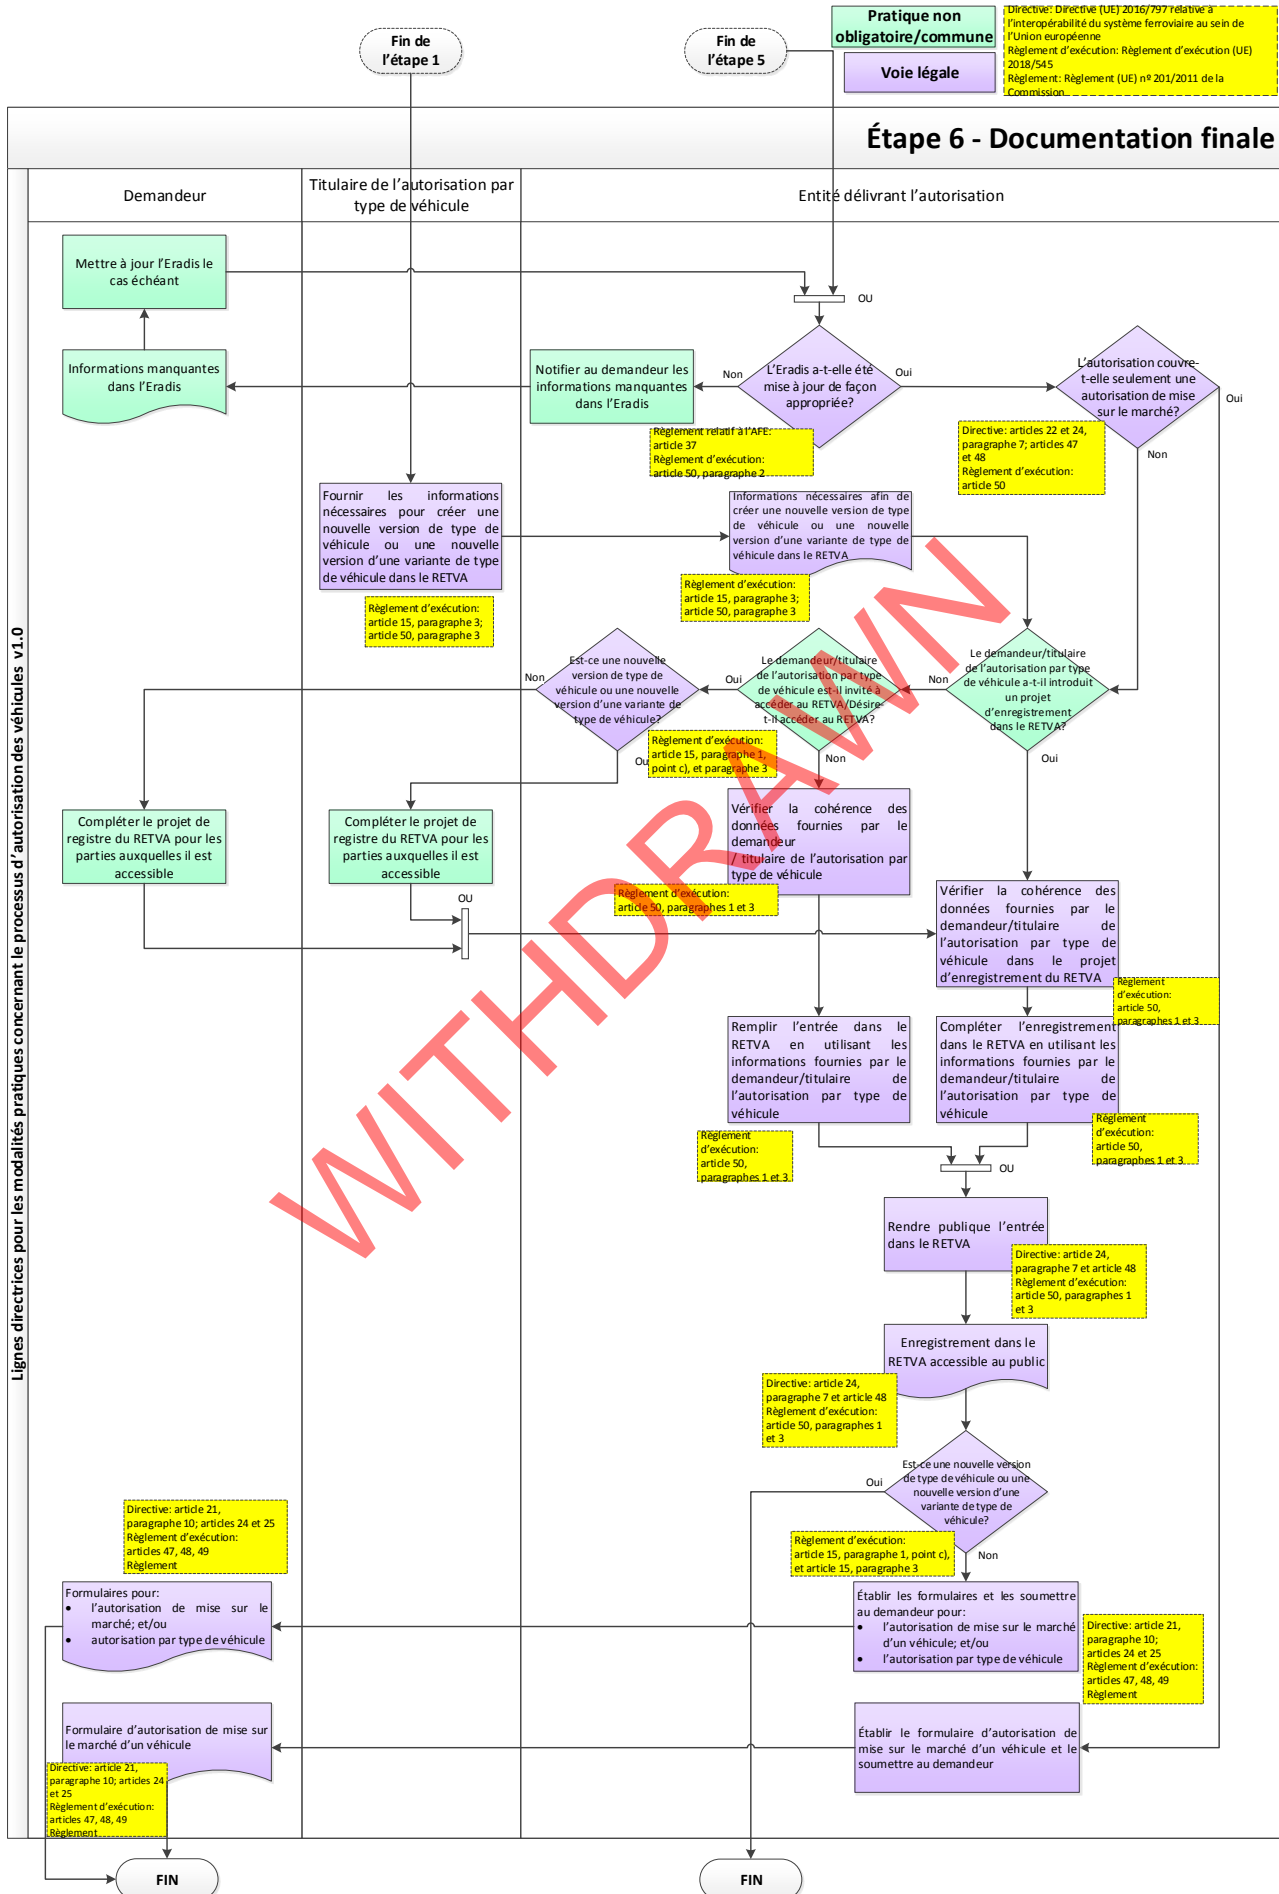 Fin de
l'étape 1
Fin de
l'étape 5
Pratique non
obligatoire/commune
Voie légale
Directive: Directive (UE) 2016/797 relative à
l'interopérabilité du système ferroviaire au sein de
l'Union européenne
Règlement d'exécution: Règlement d'exécution (UE)
2018/545
Règlement: Règlement (UE) nº 201/2011 de la
Commission
Étape 6 - Documentation finale
Lignes directrices pour les modalités pratiques concernant le processus d'autorisation des véhicules v1.0
Demandeur
Titulaire de l'autorisation par
type de véhicule
Entité délivrant l'autorisation
Mettre à jour l'Eradis le
cas échéant
OU
Informations manquantes
dans l'Eradis
Notifier au demandeur les
informations manquantes
dans l'Eradis
Non
L'Eradis a-t-elle été
mise à jour de façon
appropriée?
Oui
L'autorisation couvre-
t-elle seulement une
autorisation de mise
sur le marché?
Oui
Non
Règlement relatif à l'AFE:
article 37
Règlement d'exécution:
article 50, paragraphe 2
Directive: articles 22 et 24,
paragraphe 7; articles 47
et 48
Règlement d'exécution:
article 50
Fournir les informations
nécessaires pour créer une
nouvelle version de type de
véhicule ou une nouvelle
version d'une variante de type
de véhicule dans le RETVA
Règlement d'exécution:
article 15, paragraphe 3;
article 50, paragraphe 3
Informations nécessaires afin de
créer une nouvelle version de type
de véhicule ou une nouvelle
version d'une variante de type de
véhicule dans le RETVA
Règlement d'exécution:
article 15, paragraphe 3;
article 50, paragraphe 3
Non
Est-ce une nouvelle
version de type de
véhicule ou une nouvelle
version d'une variante de
type de véhicule?
Oui
Le demandeur/titulaire
de l'autorisation par type
de véhicule est-il invité à
accéder au RETVA/Désire-
t-il accéder au RETVA?
Non
Le demandeur/titulaire
de l'autorisation par type
de véhicule a-t-il introduit
un projet
d'enregistrement
dans le RETVA?
Ou
Règlement d'exécution:
article 15, paragraphe 1,
point c), et paragraphe 3
Non
Oui
Compléter le projet de
registre du RETVA pour les
parties auxquelles il est
accessible
Compléter le projet de
registre du RETVA pour les
parties auxquelles il est
accessible
Vérifier la cohérence des
données fournies par le
demandeur
/ titulaire de l'autorisation par
type de véhicule
Règlement d'exécution:
article 50, paragraphes 1 et 3
OU
Vérifier la cohérence des
données fournies par le
demandeur/titulaire de
l'autorisation par type de
véhicule dans le projet
d'enregistrement du RETVA
Règlement
d'exécution:
article 50,
paragraphes 1 et 3
Remplir l'entrée dans le
RETVA en utilisant les
informations fournies par le
demandeur/titulaire de
l'autorisation par type de
véhicule
Compléter l'enregistrement
dans le RETVA en utilisant les
informations fournies par le
demandeur/titulaire de
l'autorisation par type de
véhicule
Règlement
d'exécution:
article 50,
paragraphes 1 et 3
Règlement
d'exécution:
article 50,
paragraphes 1 et 3
OU
Rendre publique l'entrée
dans le RETVA
Directive: article 24,
paragraphe 7 et article 48
Règlement d'exécution:
article 50, paragraphes 1
et 3
Enregistrement dans le
RETVA accessible au public
Directive: article 24,
paragraphe 7 et article 48
Règlement d'exécution:
article 50, paragraphes 1
et 3
Oui
Est-ce une nouvelle version
de type de véhicule ou une
nouvelle version d'une
variante de type de
véhicule?
Non
Règlement d'exécution:
article 15, paragraphe 1, point c),
et article 15, paragraphe 3
Directive: article 21,
paragraphe 10; articles 24 et 25
Règlement d'exécution:
articles 47, 48, 49
Règlement
Formulaires pour:
• l'autorisation de mise sur le
marché; et/ou
• autorisation par type de véhicule
Établir les formulaires et les soumettre
au demandeur pour:
• l'autorisation de mise sur le marché
d'un véhicule; et/ou
• l'autorisation par type de véhicule
Directive: article 21,
paragraphe 10;
articles 24 et 25
Règlement d'exécution:
articles 47, 48, 49
Règlement
Formulaire d'autorisation de mise sur
le marché d'un véhicule
Directive: article 21,
paragraphe 10; articles 24
et 25
Règlement d'exécution:
articles 47, 48, 49
Règlement
Établir le formulaire d'autorisation de
mise sur le marché d'un véhicule et le
soumettre au demandeur
FIN
FIN
WITHDRAWN